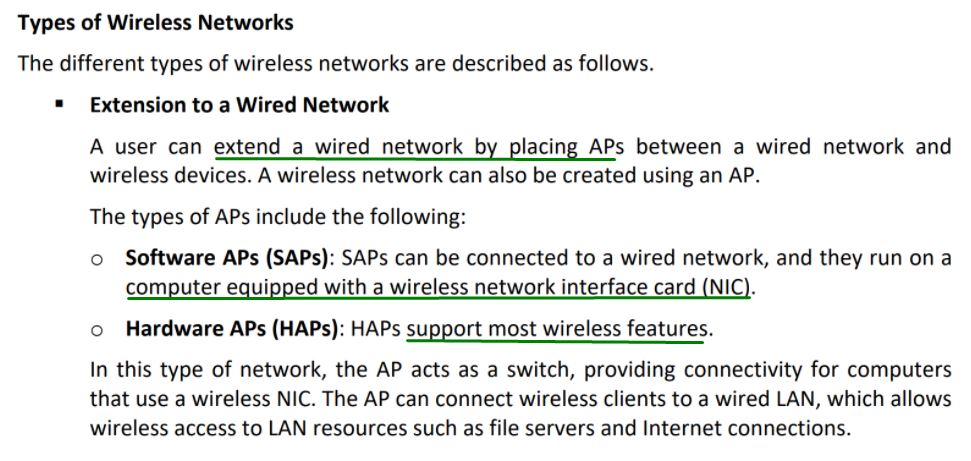 Types of Wireless Networks
The different types of wireless networks are described as follows.
▪ Extension to a Wired Network
A user can extend a wired network by placing APs between a wired network and
wireless devices. A wireless network can also be created using an AP.
The types of APs include the following:
o Software APs (SAPs): SAPs can be connected to a wired network, and they run on a
computer equipped with a wireless network interface card (NIC).
o Hardware APs (HAPs): HAPs support most wireless features.
In this type of network, the AP acts as a switch, providing connectivity for computers
that use a wireless NIC. The AP can connect wireless clients to a wired LAN, which allows
wireless access to LAN resources such as file servers and Internet connections.